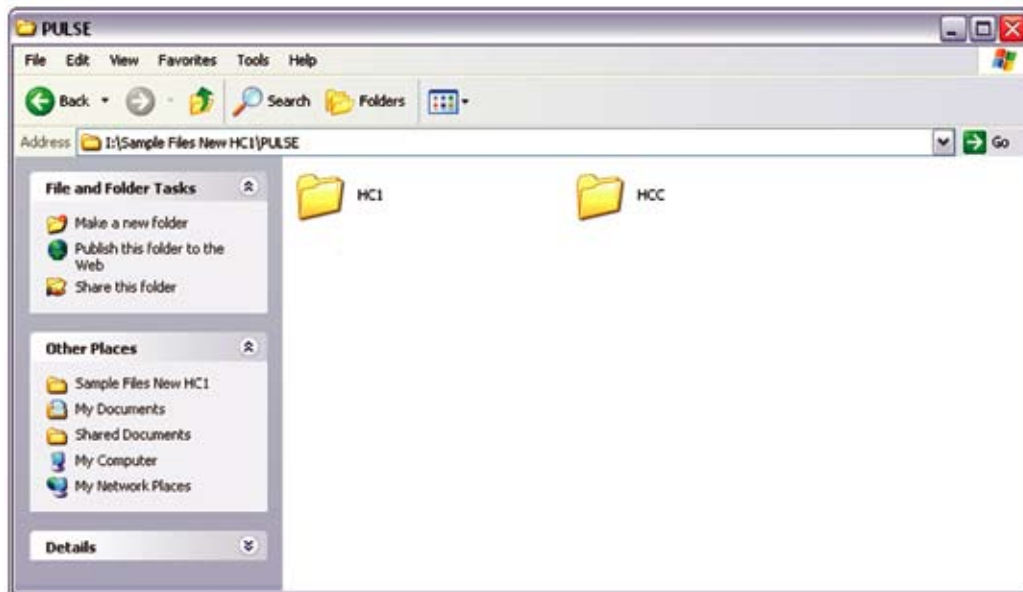 PULSE
File Edit View Favorites Tools Help
Back Search Folders
Address I:\Sample Files New HC1\PULSE Go
File and Folder Tasks
Make a new folder
Publish this folder to the
Web
Share this folder
Other Places
Sample Files New HC1
My Documents
Shared Documents
My Computer
My Network Places
Details
HC1 HCC